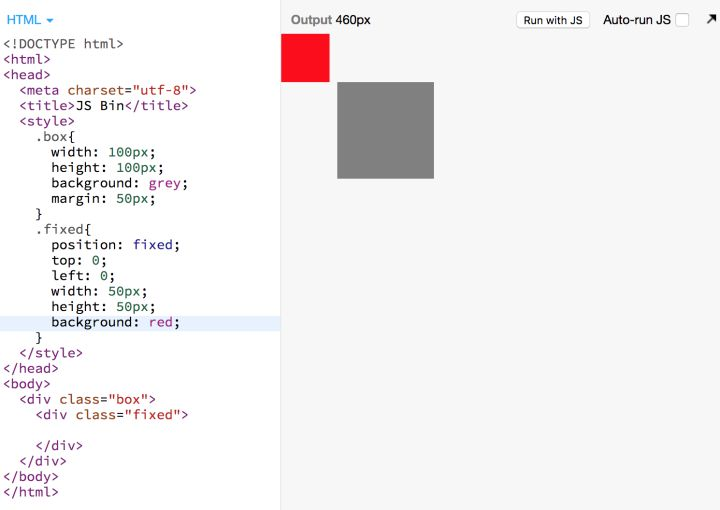 HTML
Output 460px
Run with JS
Auto-run JS
<!DOCTYPE html>
<html>
<head>
  <meta charset="utf-8">
  <title>JS Bin</title>
  <style>
    .box{
      width: 100px;
      height: 100px;
      background: grey;
      margin: 50px;
    }
    .fixed{
      position: fixed;
      top: 0;
      left: 0;
      width: 50px;
      height: 50px;
      background: red;
    }
  </style>
</head>
<body>
  <div class="box">
    <div class="fixed">
    </div>
  </div>
</body>
</html>